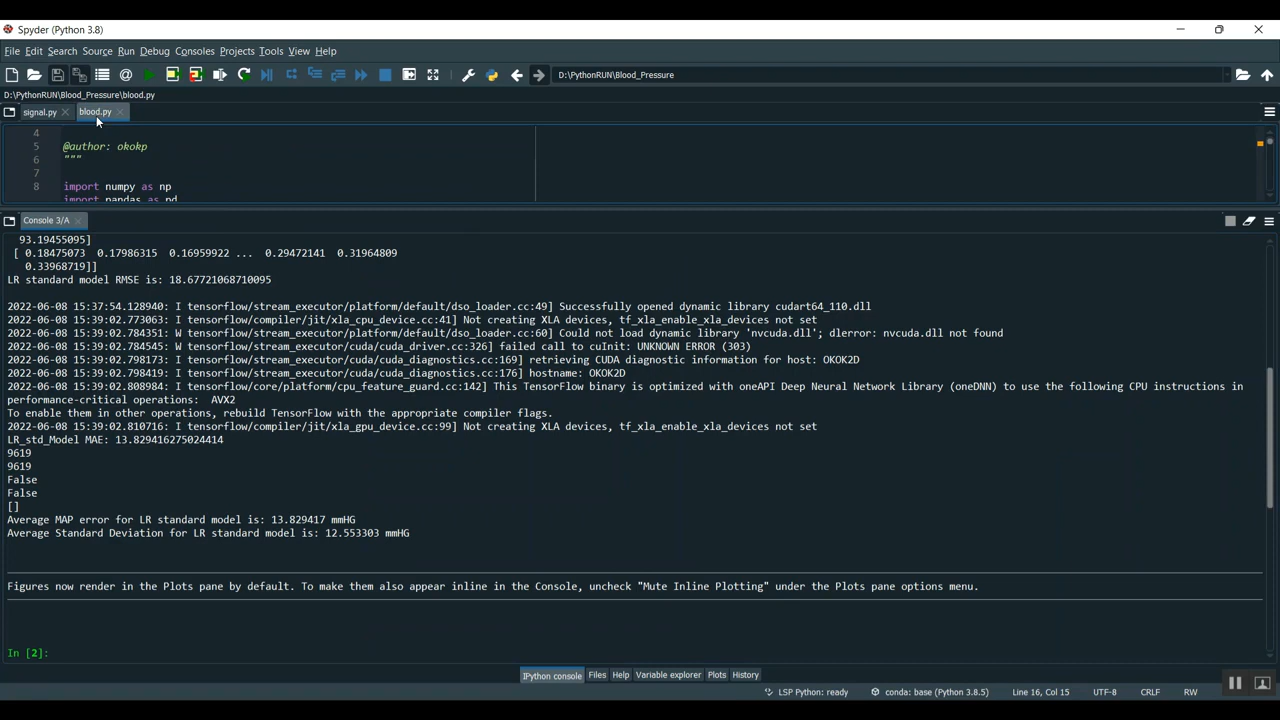 Spyder (Python 3.8)
File Edit Search Source Run Debug Consoles Projects Tools View Help
D:\PythonRUN\Blood_Pressure
D:\PythonRUN\Blood_Pressure\blood.py
signal.py blood.py
4
5 @author: okokp
6 """
7
8 import numpy as np
import pandas as pd
Console 3/A
93.19455095]
[ 0.18475073 0.17986315 0.16959922 ... 0.29472141 0.31964809
0.33968719]]
LR standard model RMSE is: 18.67721068710095
2022-06-08 15:37:54.128940: I tensorflow/stream_executor/platform/default/dso_loader.cc:49] Successfully opened dynamic library cudart64_110.dll
2022-06-08 15:39:02.773063: I tensorflow/compiler/jit/xla_cpu_device.cc:41] Not creating XLA devices, tf_xla_enable_xla_devices not set
2022-06-08 15:39:02.784351: W tensorflow/stream_executor/platform/default/dso_loader.cc:60] Could not load dynamic library 'nvcuda.dll'; dlerror: nvcuda.dll not found
2022-06-08 15:39:02.784545: W tensorflow/stream_executor/cuda/cuda_driver.cc:326] failed call to cuInit: UNKNOWN ERROR (303)
2022-06-08 15:39:02.798173: I tensorflow/stream_executor/cuda/cuda_diagnostics.cc:169] retrieving CUDA diagnostic information for host: OKOK2D
2022-06-08 15:39:02.798419: I tensorflow/stream_executor/cuda/cuda_diagnostics.cc:176] hostname: OKOK2D
2022-06-08 15:39:02.808984: I tensorflow/core/platform/cpu_feature_guard.cc:142] This TensorFlow binary is optimized with oneAPI Deep Neural Network Library (oneDNN) to use the following CPU instructions in
performance-critical operations: AVX2
To enable them in other operations, rebuild TensorFlow with the appropriate compiler flags.
2022-06-08 15:39:02.810716: I tensorflow/compiler/jit/xla_gpu_device.cc:99] Not creating XLA devices, tf_xla_enable_xla_devices not set
LR_std_Model MAE: 13.829416275024414
9619
9619
False
False
[]
Average MAP error for LR standard model is: 13.829417 mmHG
Average Standard Deviation for LR standard model is: 12.553303 mmHG
Figures now render in the Plots pane by default. To make them also appear inline in the Console, uncheck "Mute Inline Plotting" under the Plots pane options menu.
In [2]:
IPython console Files Help Variable explorer Plots History
LSP Python: ready conda: base (Python 3.8.5) Line 16, Col 15 UTF-8 CRLF RW